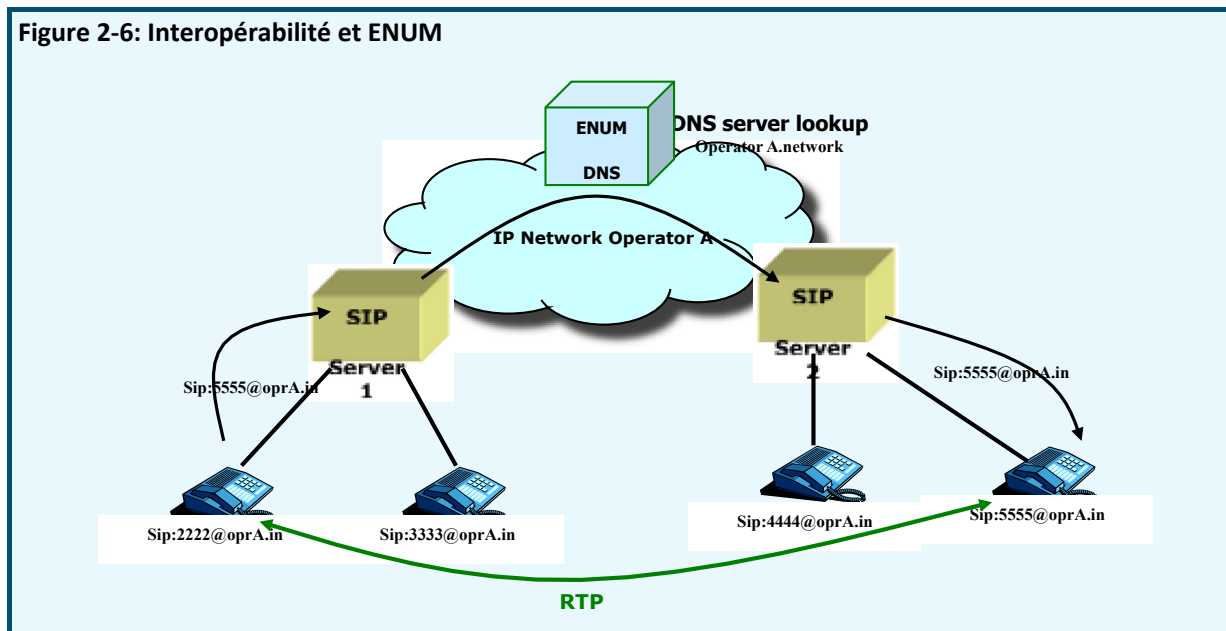 Figure 2-6: Interopérabilité et ENUM
ENUM
DNS
DNS server lookup
Operator A.network
IP Network Operator A
SIP
Server
1
SIP
Server
2
Sip:5555@oprA.in
Sip:5555@oprA.in
Sip:2222@oprA.in
Sip:3333@oprA.in
Sip:4444@oprA.in
Sip:5555@oprA.in
RTP